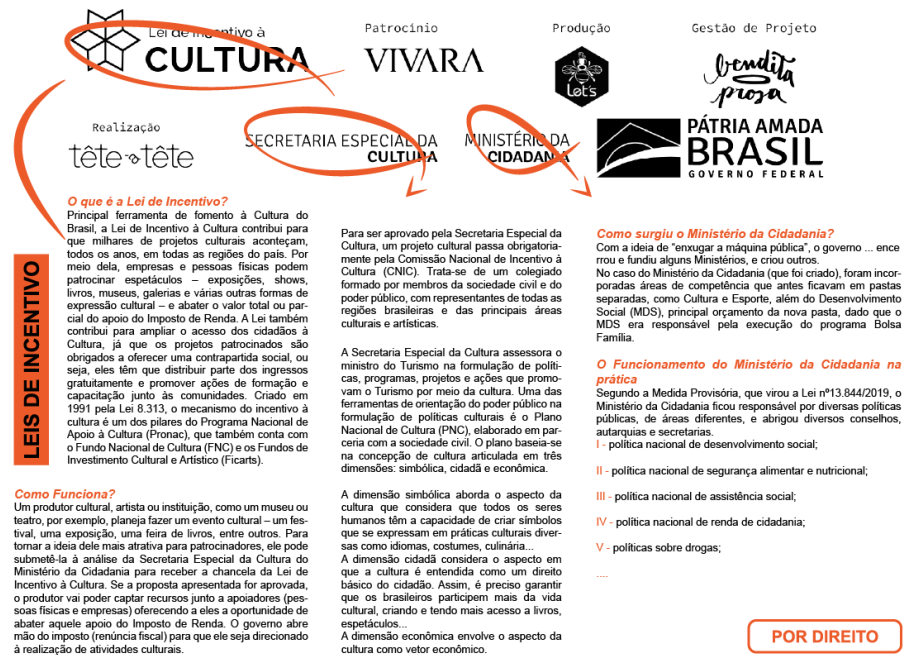 Lei de Incentivo à
CULTURA
Patrocínio
VIVARA
Produção
Let's
Gestão de Projeto
bendita
prosa
Realização
tête-à-tête
SECRETARIA ESPECIAL DA
CULTURA
MINISTÉRIO DA
CIDADANIA
PÁTRIA AMADA
BRASIL
GOVERNO FEDERAL
LEIS DE INCENTIVO
O que é a Lei de Incentivo?
Principal ferramenta de fomento à Cultura do
Brasil, a Lei de Incentivo à Cultura contribui para
que milhares de projetos culturais aconteçam,
todos os anos, em todas as regiões do país. Por
meio dela, empresas e pessoas físicas podem
patrocinar espetáculos – exposições, shows,
livros, museus, galerias e várias outras formas de
expressão cultural – e abater o valor total ou par-
cial do apoio do Imposto de Renda. A Lei também
contribui para ampliar o acesso dos cidadãos à
Cultura, já que os projetos patrocinados são
obrigados a oferecer uma contrapartida social, ou
seja, eles têm que distribuir parte dos ingressos
gratuitamente e promover ações de formação e
capacitação junto às comunidades. Criado em
1991 pela Lei 8.313, o mecanismo do incentivo à
cultura é um dos pilares do Programa Nacional de
Apoio à Cultura (Pronac), que também conta com
o Fundo Nacional de Cultura (FNC) e os Fundos de
Investimento Cultural e Artístico (Ficarts).
Como Funciona?
Um produtor cultural, artista ou instituição, como um museu ou
teatro, por exemplo, planeja fazer um evento cultural – um fes-
tival, uma exposição, uma feira de livros, entre outros. Para
tornar a ideia dele mais atrativa para patrocinadores, ele pode
submetê-la à análise da Secretaria Especial da Cultura do
Ministério da Cidadania para receber a chancela da Lei de
Incentivo à Cultura. Se a proposta apresentada for aprovada,
o produtor vai poder captar recursos junto a apoiadores (pes-
soas físicas e empresas) oferecendo a eles a oportunidade de
abater aquele apoio do Imposto de Renda. O governo abre
mão do imposto (renúncia fiscal) para que ele seja direcionado
à realização de atividades culturais.
Para ser aprovado pela Secretaria Especial da
Cultura, um projeto cultural passa obrigatoria-
mente pela Comissão Nacional de Incentivo à
Cultura (CNIC). Trata-se de um colegiado
formado por membros da sociedade civil e do
poder público, com representantes de todas as
regiões brasileiras e das principais áreas
culturais e artísticas.
A Secretaria Especial da Cultura assessora o
ministro do Turismo na formulação de políti-
cas, programas, projetos e ações que promo-
vam o Turismo por meio da cultura. Uma das
ferramentas de orientação do poder público na
formulação de políticas culturais é o Plano
Nacional de Cultura (PNC), elaborado em par-
ceria com a sociedade civil. O plano baseia-se
na concepção de cultura articulada em três
dimensões: simbólica, cidadã e econômica.
A dimensão simbólica aborda o aspecto da
cultura que considera que todos os seres
humanos têm a capacidade de criar símbolos
que se expressam em práticas culturais diver-
sas como idiomas, costumes, culinária...
A dimensão cidadã considera o aspecto em
que a cultura é entendida como um direito
básico do cidadão. Assim, é preciso garantir
que os brasileiros participem mais da vida
cultural, criando e tendo mais acesso a livros,
espetáculos...
A dimensão econômica envolve o aspecto da
cultura como vetor econômico.
Como surgiu o Ministério da Cidadania?
Com a ideia de "enxugar a máquina pública", o governo ... ence
rrou e fundiu alguns Ministérios, e criou outros.
No caso do Ministério da Cidadania (que foi criado), foram incor-
poradas áreas de competência que antes ficavam em pastas
separadas, como Cultura e Esporte, além do Desenvolvimento
Social (MDS), principal orçamento da nova pasta, dado que o
MDS era responsável pela execução do programa Bolsa
Família.
O Funcionamento do Ministério da Cidadania na
prática
Segundo a Medida Provisória, que virou a Lei nº13.844/2019, o
Ministério da Cidadania ficou responsável por diversas políticas
públicas, de áreas diferentes, e abrigou diversos conselhos,
autarquias e secretarias.
I - política nacional de desenvolvimento social;
II - política nacional de segurança alimentar e nutricional;
III - política nacional de assistência social;
IV - política nacional de renda de cidadania;
V - políticas sobre drogas;
....
POR DIREITO